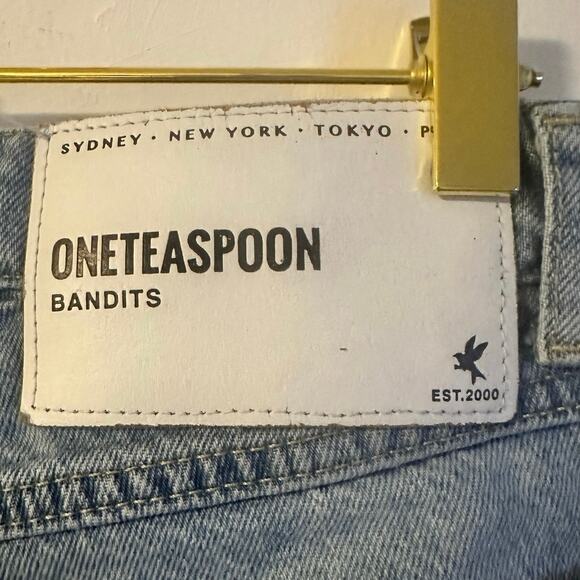 SYDNEY · NEW YORK · TOKYO ·
ONETEASPOON
BANDITS
EST.2000